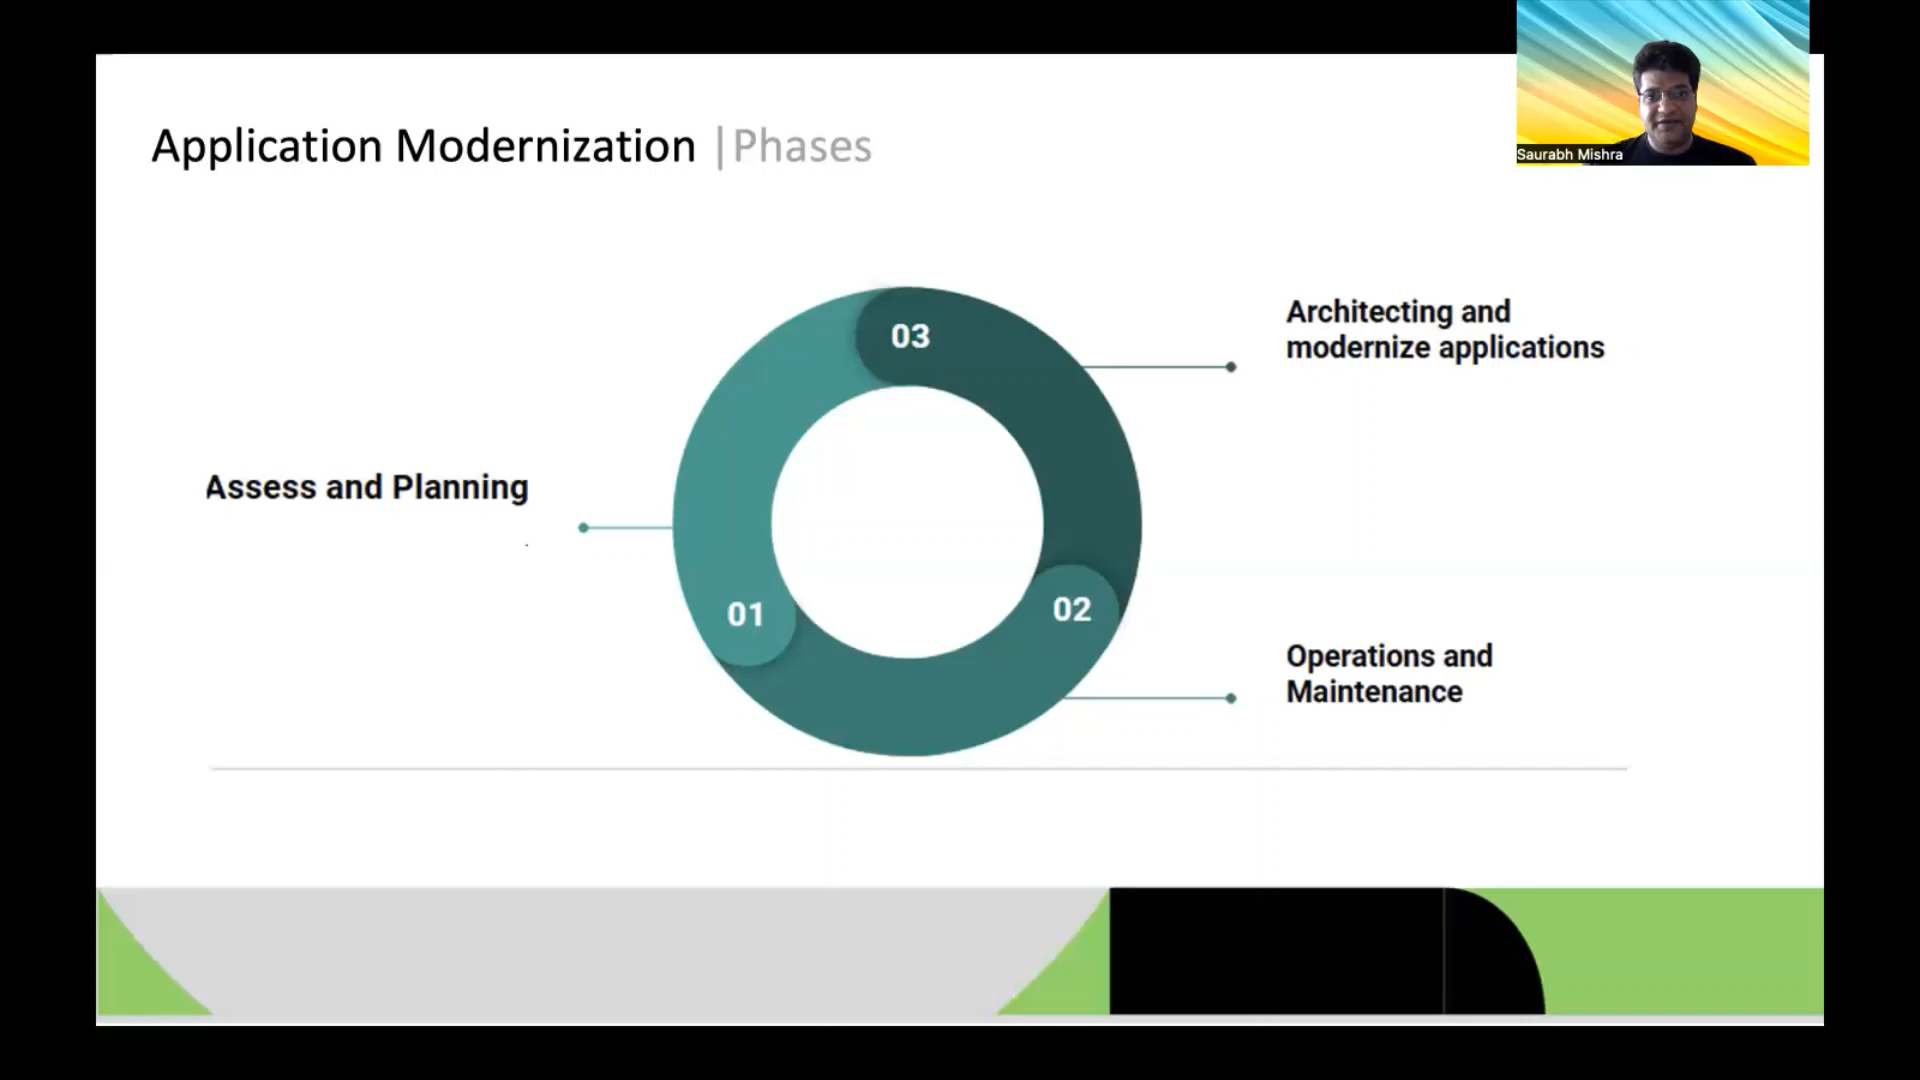 Application Modernization |Phases
Saurabh Mishra
03
Architecting and
modernize applications
Assess and Planning
01
02
Operations and
Maintenance